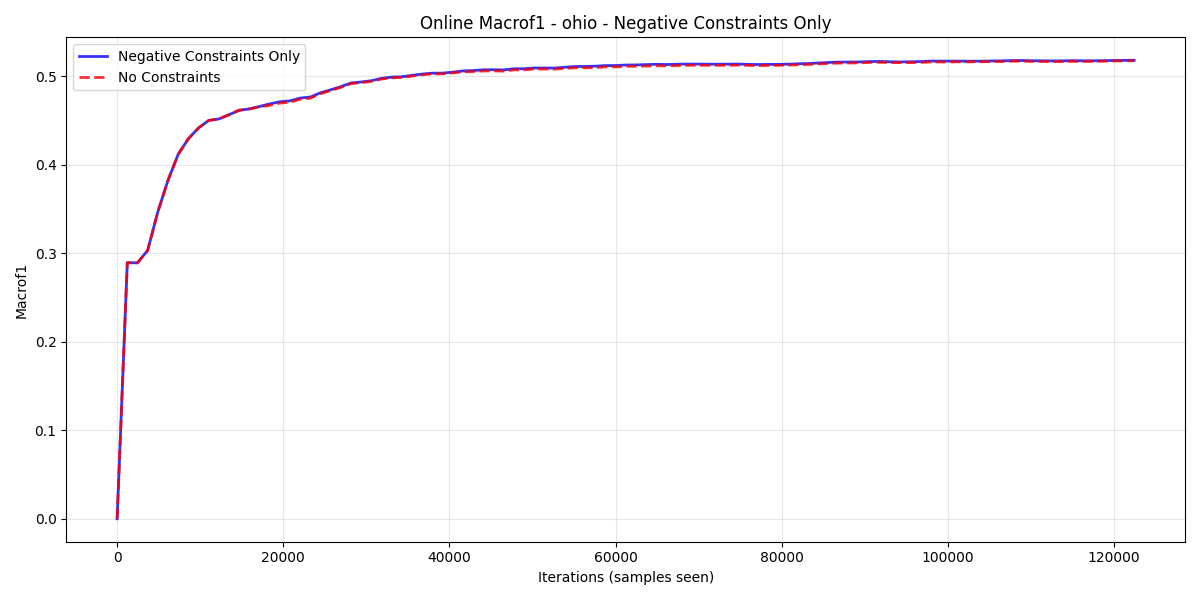 Online Macrof1 - ohio - Negative Constraints Only
Negative Constraints Only
No Constraints
Macrof1
0.5
0.4
0.3
0.2
0.1
0.0
0
20000
40000
60000
80000
100000
120000
Iterations (samples seen)